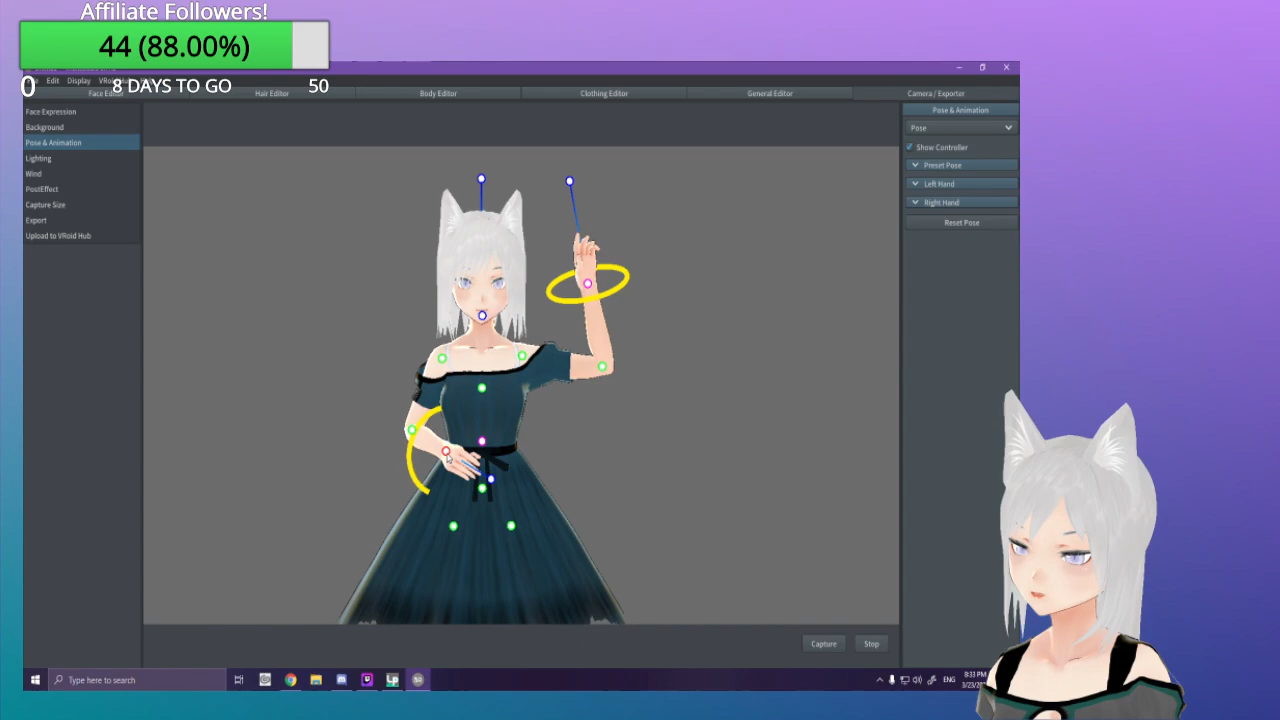 Affiliate Followers!
44 (88.00%)
0 8 DAYS TO GO 50
Edit Display
Hair Editor Body Editor Clothing Editor General Editor Camera / Exporter
Face Expression
Background
Pose & Animation
Lighting
Wind
PostEffect
Capture Size
Export
Upload to VRoid Hub
Pose & Animation
Pose
Show Controller
Preset Pose
Left Hand
Right Hand
Reset Pose
Capture Stop
Type here to search
ENG
8:33 PM